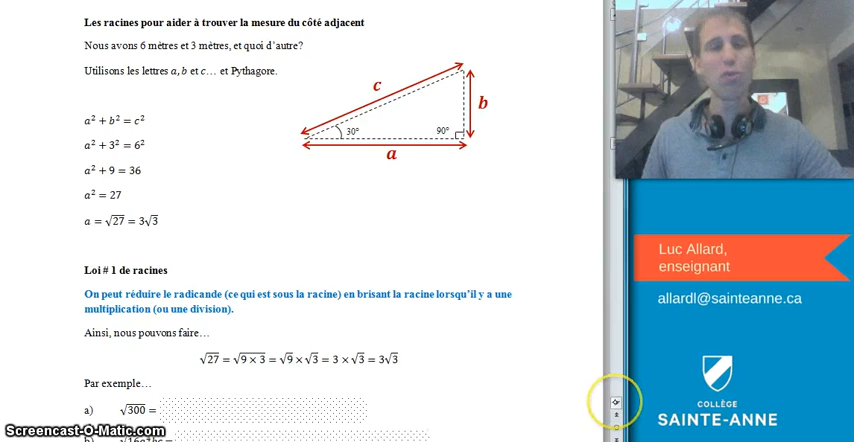 Les racines pour aider à trouver la mesure du côté adjacent
Nous avons 6 mètres et 3 mètres, et quoi d'autre?
Utilisons les lettres a, b et c… et Pythagore.
c
b
30°
90°
a
a² + b² = c²
a² + 3² = 6²
a² + 9 = 36
a² = 27
a = √27 = 3√3
Loi # 1 de racines
On peut réduire le radicande (ce qui est sous la racine) en brisant la racine lorsqu'il y a une
multiplication (ou une division).
Ainsi, nous pouvons faire…
√27 = √9 × 3 = √9 × √3 = 3 × √3 = 3√3
Par exemple…
a) √300 =
Luc Allard,
enseignant
allardl@sainteanne.ca
COLLÈGE
SAINTE-ANNE
Screencast-O-Matic.com